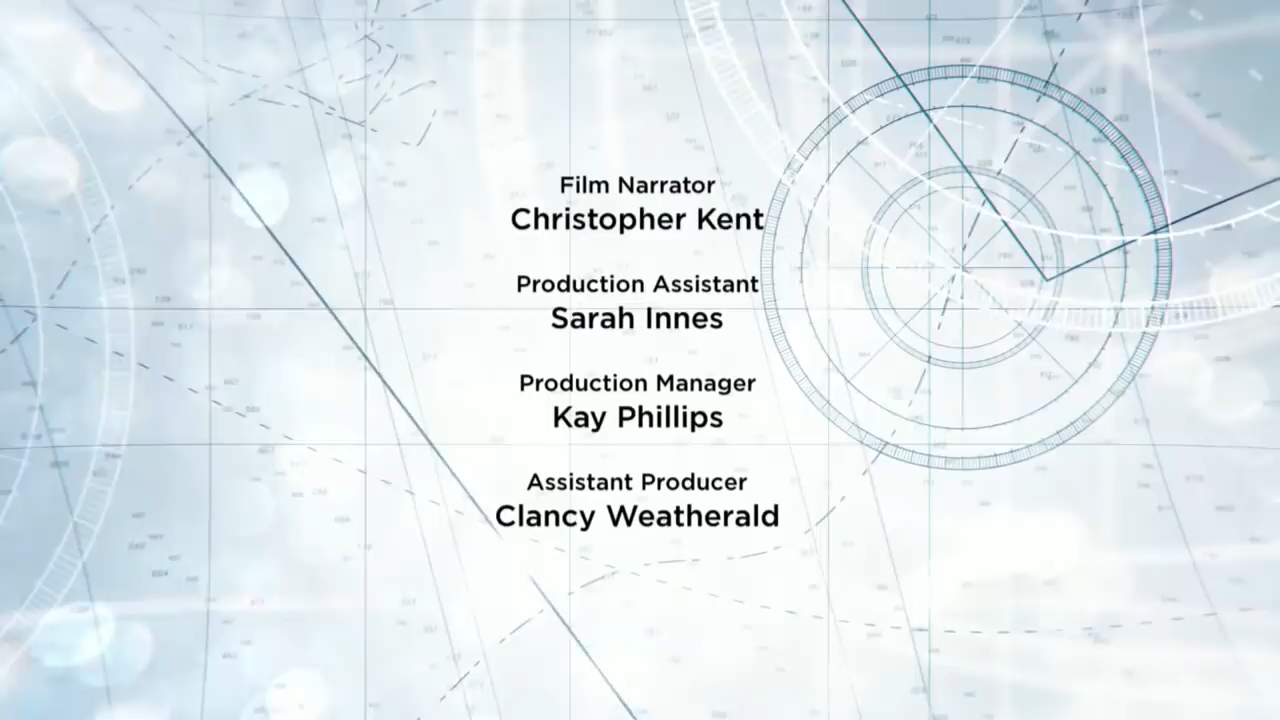 Film Narrator
Christopher Kent
Production Assistant
Sarah Innes
Production Manager
Kay Phillips
Assistant Producer
Clancy Weatherald